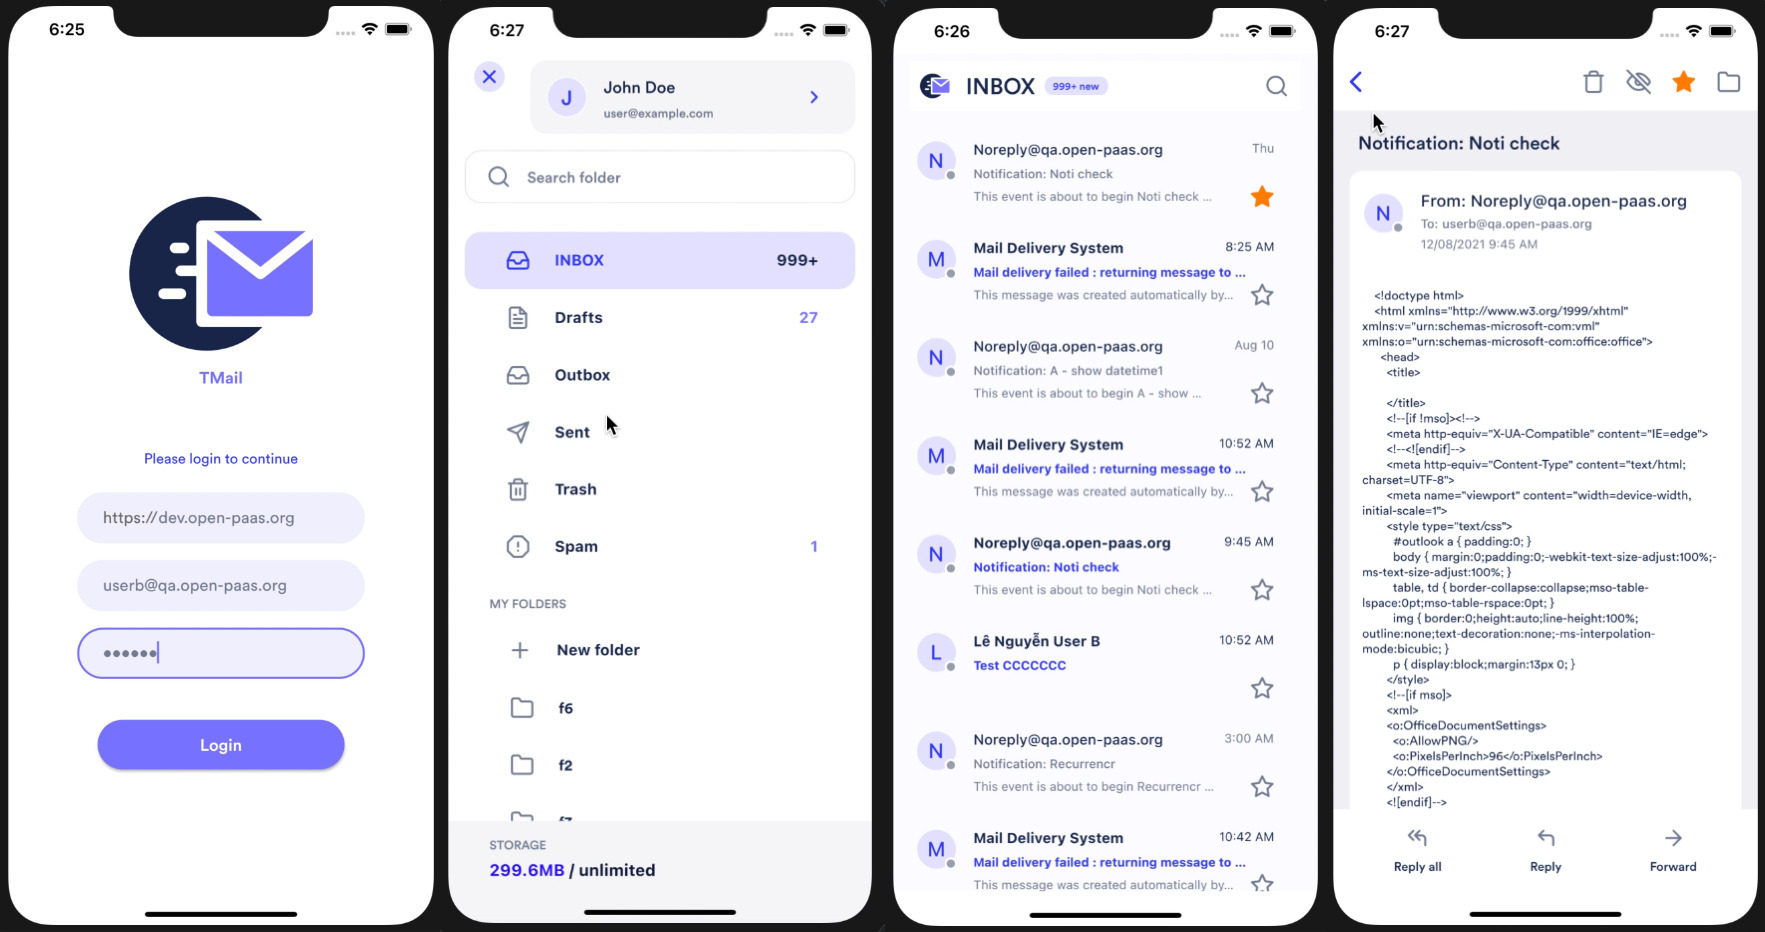 6:25
TMail
Please login to continue
https://dev.open-paas.org
userb@qa.open-paas.org
Login
6:27
J
John Doe
user@example.com
Search folder
INBOX 999+
Drafts 27
Outbox
Sent
Trash
Spam 1
MY FOLDERS
New folder
f6
f2
STORAGE
299.6MB / unlimited
6:26
INBOX 999+ new
N
Noreply@qa.open-paas.org Thu
Notification: Noti check
This event is about to begin Noti check ...
M
Mail Delivery System 8:25 AM
Mail delivery failed : returning message to ...
This message was created automatically by...
N
Noreply@qa.open-paas.org Aug 10
Notification: A - show datetime1
This event is about to begin A - show ...
M
Mail Delivery System 10:52 AM
Mail delivery failed : returning message to ...
This message was created automatically by...
N
Noreply@qa.open-paas.org 9:45 AM
Notification: Noti check
This event is about to begin Noti check ...
L
Lê Nguyễn User B 10:52 AM
Test CCCCCCC
N
Noreply@qa.open-paas.org 3:00 AM
Notification: Recurrencr
This event is about to begin Recurrencr ...
M
Mail Delivery System 10:42 AM
Mail delivery failed : returning message to ...
This message was created automatically by...
6:27
Notification: Noti check
N
From: Noreply@qa.open-paas.org
To: userb@qa.open-paas.org
12/08/2021 9:45 AM
<!doctype html>
<html xmlns="http://www.w3.org/1999/xhtml"
xmlns:v="urn:schemas-microsoft-com:vml"
xmlns:o="urn:schemas-microsoft-com:office:office">
<head>
<title>
</title>
<!--[if !mso]><!-->
<meta http-equiv="X-UA-Compatible" content="IE=edge">
<!--<![endif]-->
<meta http-equiv="Content-Type" content="text/html;
charset=UTF-8">
<meta name="viewport" content="width=device-width,
initial-scale=1">
<style type="text/css">
#outlook a { padding:0; }
body { margin:0;padding:0;-webkit-text-size-adjust:100%;-
ms-text-size-adjust:100%; }
table, td { border-collapse:collapse;mso-table-
lspace:0pt;mso-table-rspace:0pt; }
img { border:0;height:auto;line-height:100%;
outline:none;text-decoration:none;-ms-interpolation-
mode:bicubic; }
p { display:block;margin:13px 0; }
</style>
<!--[if mso]>
<xml>
<o:OfficeDocumentSettings>
<o:AllowPNG/>
<o:PixelsPerInch>96</o:PixelsPerInch>
</o:OfficeDocumentSettings>
</xml>
<![endif]-->
Reply all
Reply
Forward